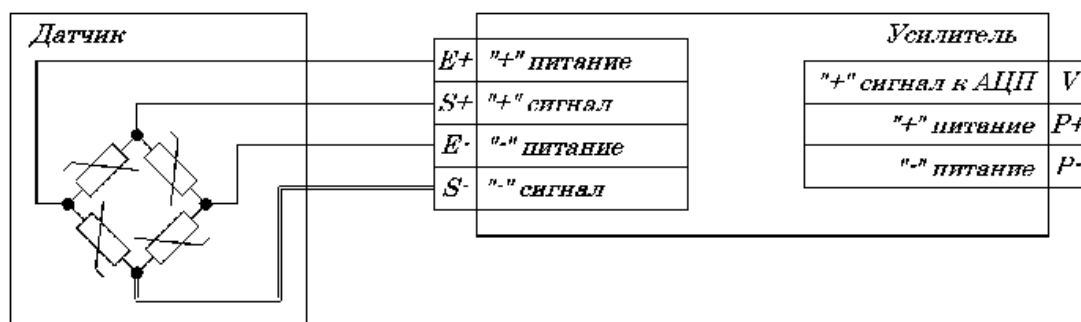 Датчик
E+ "+" питание
S+ "+" сигнал
E- "-" питание
S- "-" сигнал
Усилитель
"+" сигнал к АЦП V
"+" питание P+
"-" питание P-